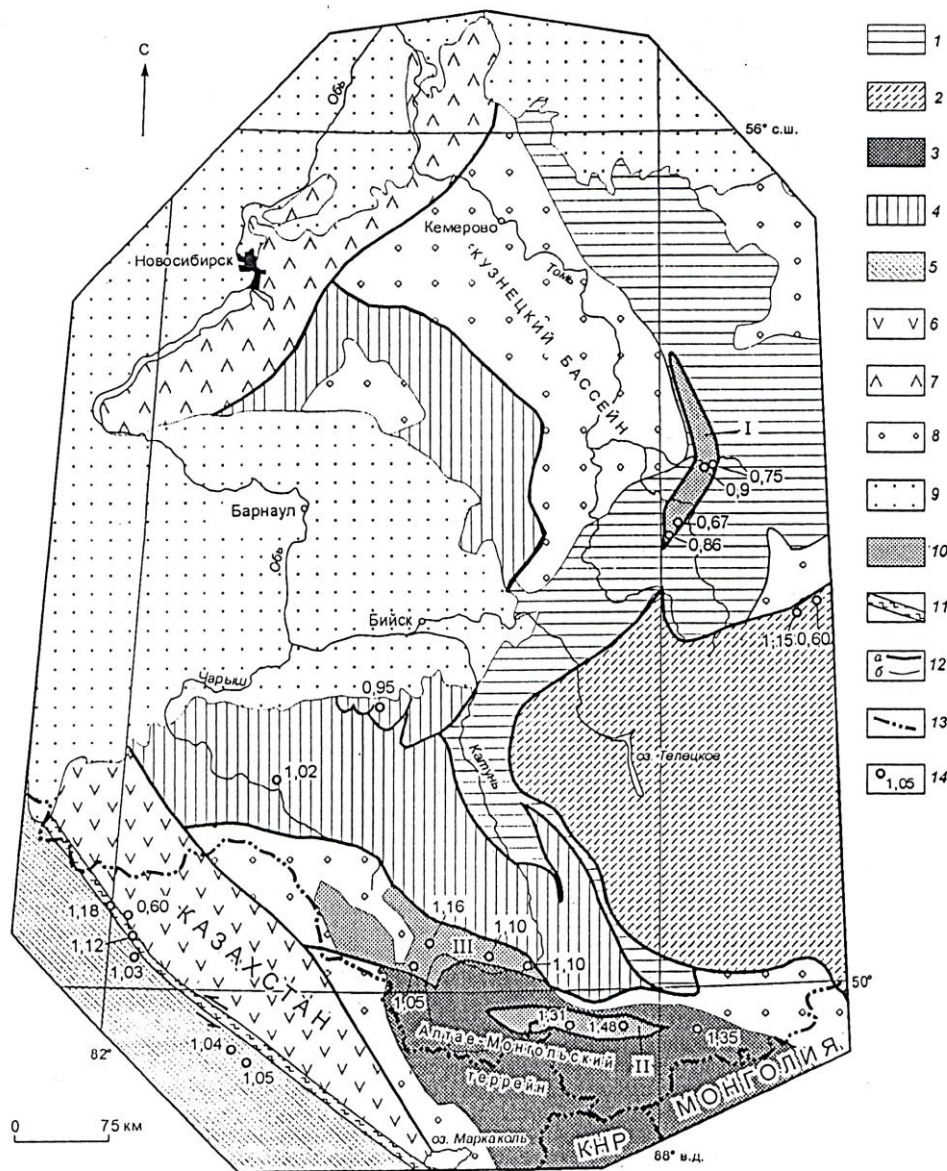 С
Обь
56° с.ш.
Кемерово
Новосибирск
Томь
КУЗНЕЦКИЙ БАССЕЙН
I
0,75
0,9
0,67
0,86
Барнаул
Обь
Бийск
1,15
0,60
Чарыш
0,95
Катунь
оз. Телецкое
1,02
1,18
0,60
1,12
1,03
КАЗАХСТАН
1,16
III
1,10
1,10
1,05
50°
1,31
1,48
1,35
II
Алтае-Монгольский
террейн
1,04
1,05
82°
МОНГОЛИЯ
КНР
оз. Маркаколь
88° в.д.
0 75 км
1
2
3
4
5
6
7
8
9
10
11
а
б
12
13
1,05
14